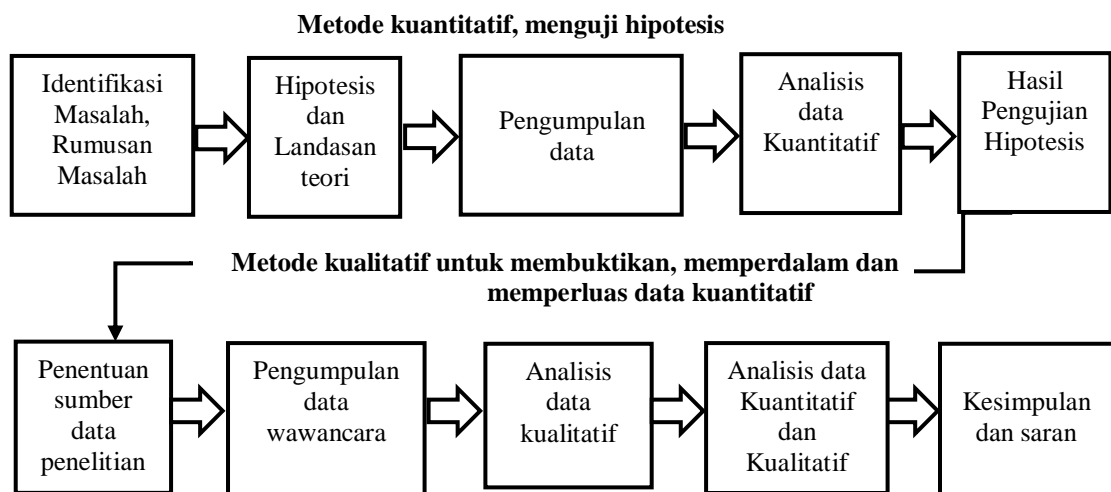 Metode kuantitatif, menguji hipotesis
Identifikasi
Masalah,
Rumusan
Masalah
Hipotesis
dan
Landasan
teori
Pengumpulan
data
Analisis
data
Kuantitatif
Hasil
Pengujian
Hipotesis
Metode kualitatif untuk membuktikan, memperdalam dan
memperluas data kuantitatif
Penentuan
sumber
data
penelitian
Pengumpulan
data
wawancara
Analisis
data
kualitatif
Analisis data
Kuantitatif
dan
Kualitatif
Kesimpulan
dan saran